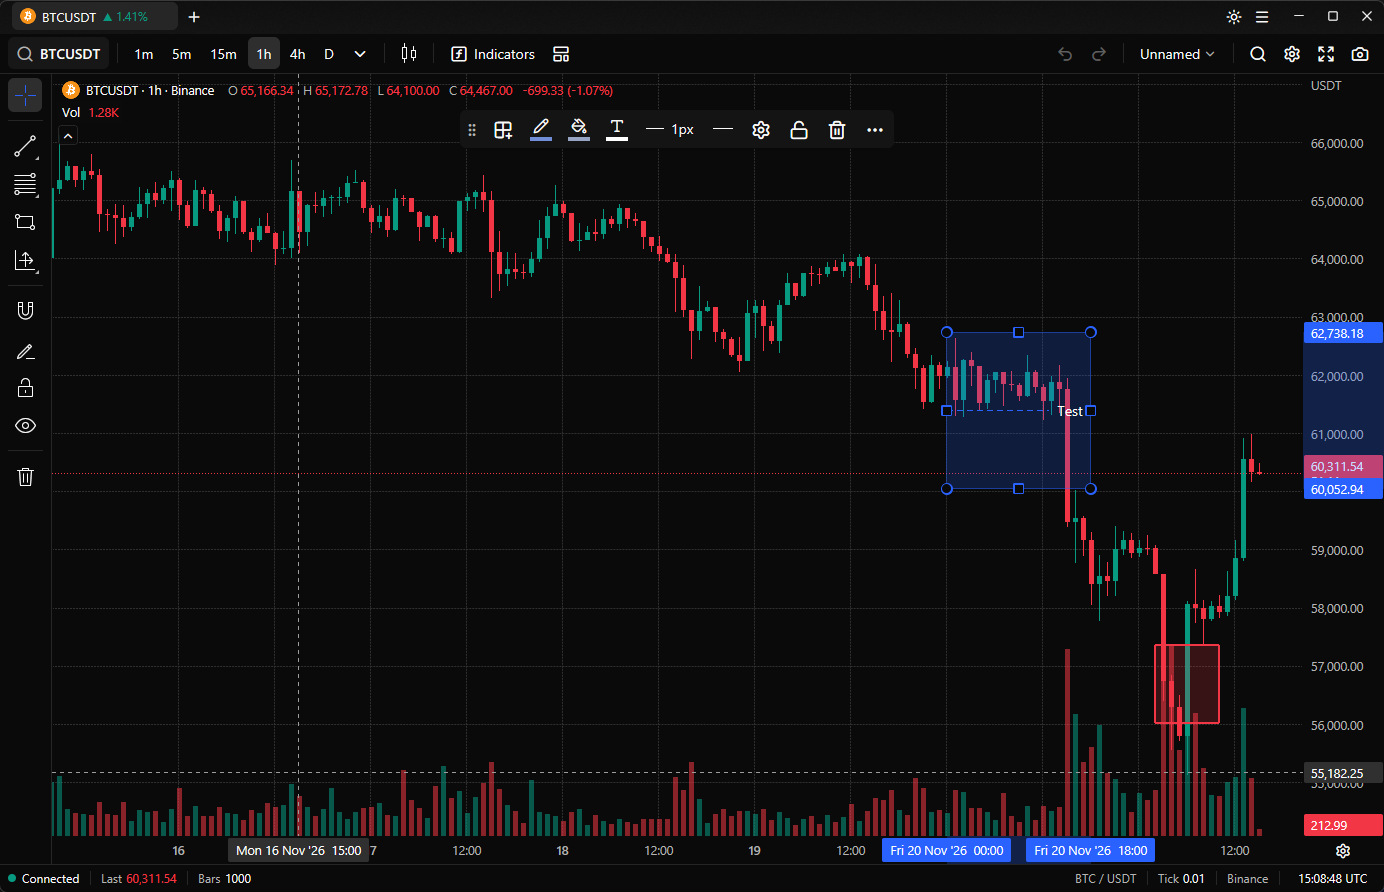 BTCUSDT ▲ 1.41% +
BTCUSDT 1m 5m 15m 1h 4h D Indicators Unnamed
BTCUSDT · 1h · Binance O 65,166.34 H 65,172.78 L 64,100.00 C 64,467.00 -699.33 (-1.07%)
Vol 1.28K
T 1px
USDT
66,000.00
65,000.00
64,000.00
63,000.00
62,738.18
62,000.00
Test
61,000.00
60,311.54
60,052.94
59,000.00
58,000.00
57,000.00
56,000.00
55,182.25
55,000.00
212.99
16 Mon 16 Nov '26 15:00 7 12:00 18 12:00 19 12:00 Fri 20 Nov '26 00:00 Fri 20 Nov '26 18:00 12:00
Connected Last 60,311.54 Bars 1000 BTC / USDT Tick 0.01 Binance 15:08:48 UTC